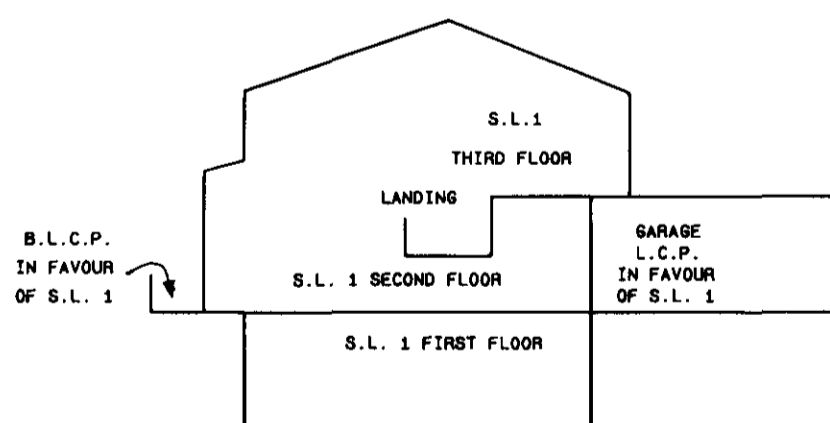 S.L.1
THIRD FLOOR
LANDING
B.L.C.P.
IN FAVOUR
OF S.L. 1
GARAGE
L.C.P.
IN FAVOUR
OF S.L. 1
S.L. 1 SECOND FLOOR
S.L. 1 FIRST FLOOR